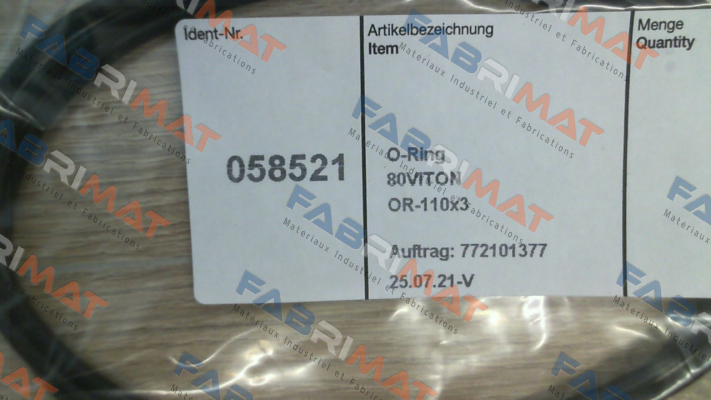 Ident-Nr.
Artikelbezeichnung
Item
Menge
Quantity
058521
O-Ring
80VITON
OR-110x3
Auftrag: 772101377
25.07.21-V
FABRIMAT
Materiaux Industriel et Fabrications